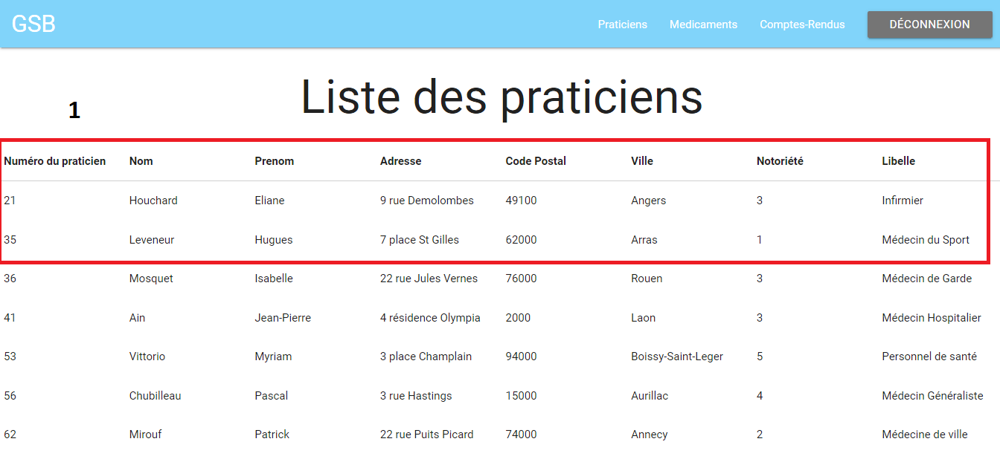 GSB Praticiens Medicaments Comptes-Rendus DÉCONNEXION
Liste des praticiens
1
Numéro du praticien Nom Prenom Adresse Code Postal Ville Notoriété Libelle
21 Houchard Eliane 9 rue Demolombes 49100 Angers 3 Infirmier
35 Leveneur Hugues 7 place St Gilles 62000 Arras 1 Médecin du Sport
36 Mosquet Isabelle 22 rue Jules Vernes 76000 Rouen 3 Médecin de Garde
41 Ain Jean-Pierre 4 résidence Olympia 2000 Laon 3 Médecin Hospitalier
53 Vittorio Myriam 3 place Champlain 94000 Boissy-Saint-Leger 5 Personnel de santé
56 Chubilleau Pascal 3 rue Hastings 15000 Aurillac 4 Médecin Généraliste
62 Mirouf Patrick 22 rue Puits Picard 74000 Annecy 2 Médecine de ville